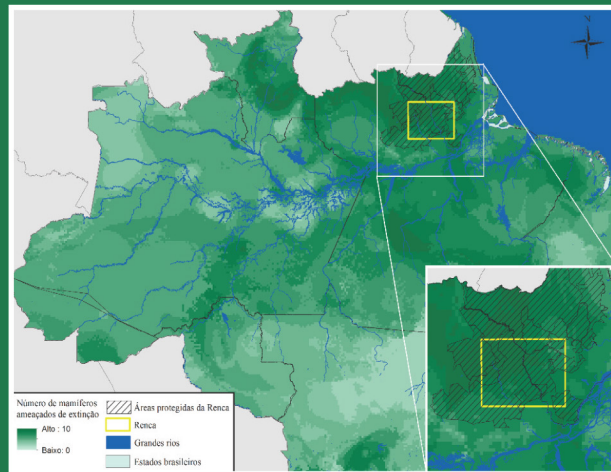 Número de mamíferos
ameaçados de extinção
Alto : 10
Baixo: 0
Áreas protegidas da Renca
Renca
Grandes rios
Estados brasileiros